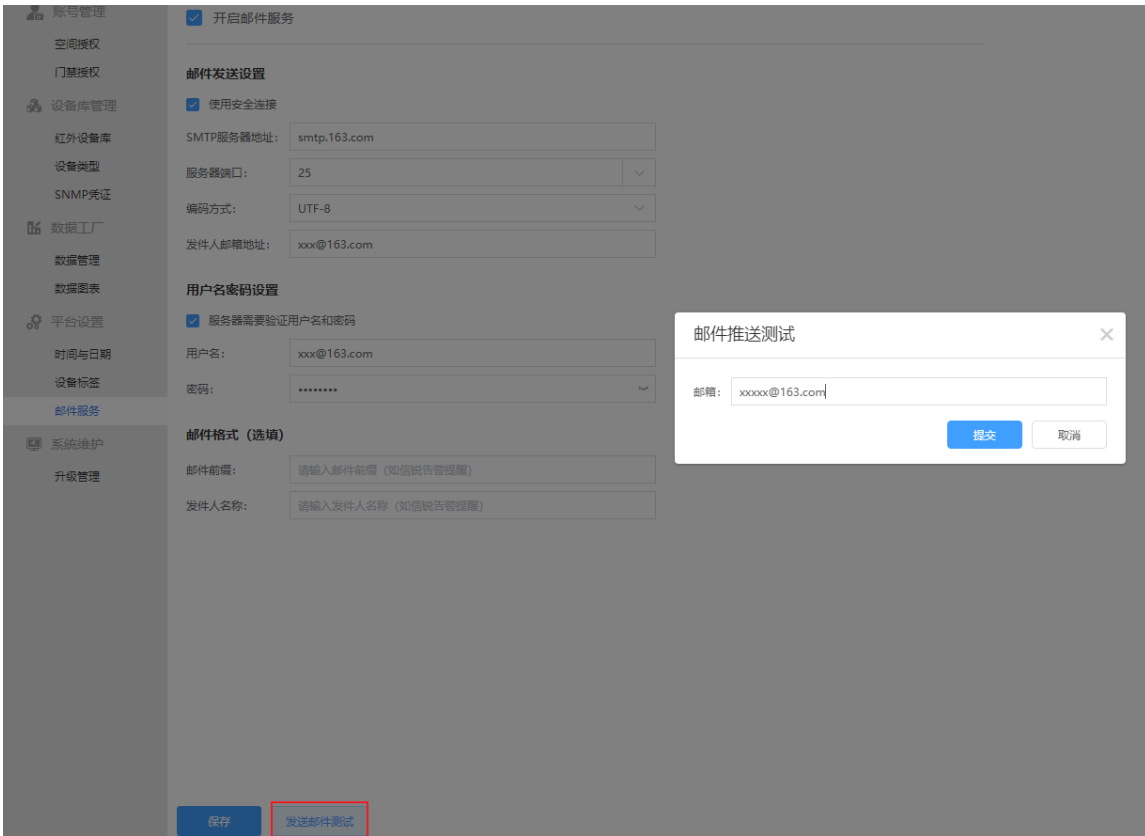 账号管理
空间授权
门禁授权
设备库管理
红外设备库
设备类型
SNMP凭证
数据工厂
数据管理
数据图表
平台设置
时间与日期
设备标签
邮件服务
系统维护
升级管理
开启邮件服务
邮件发送设置
使用安全连接
SMTP服务器地址: smtp.163.com
服务器端口: 25
编码方式: UTF-8
发件人邮箱地址: xxx@163.com
用户名密码设置
服务器需要验证用户名和密码
用户名: xxx@163.com
密码: ••••••••
邮件格式（选填）
邮件前缀: 请输入邮件前缀（如信锐告警提醒）
发件人名称: 请输入发件人名称（如信锐告警提醒）
保存 发送邮件测试
邮件推送测试
邮箱: xxxxx@163.com
提交 取消